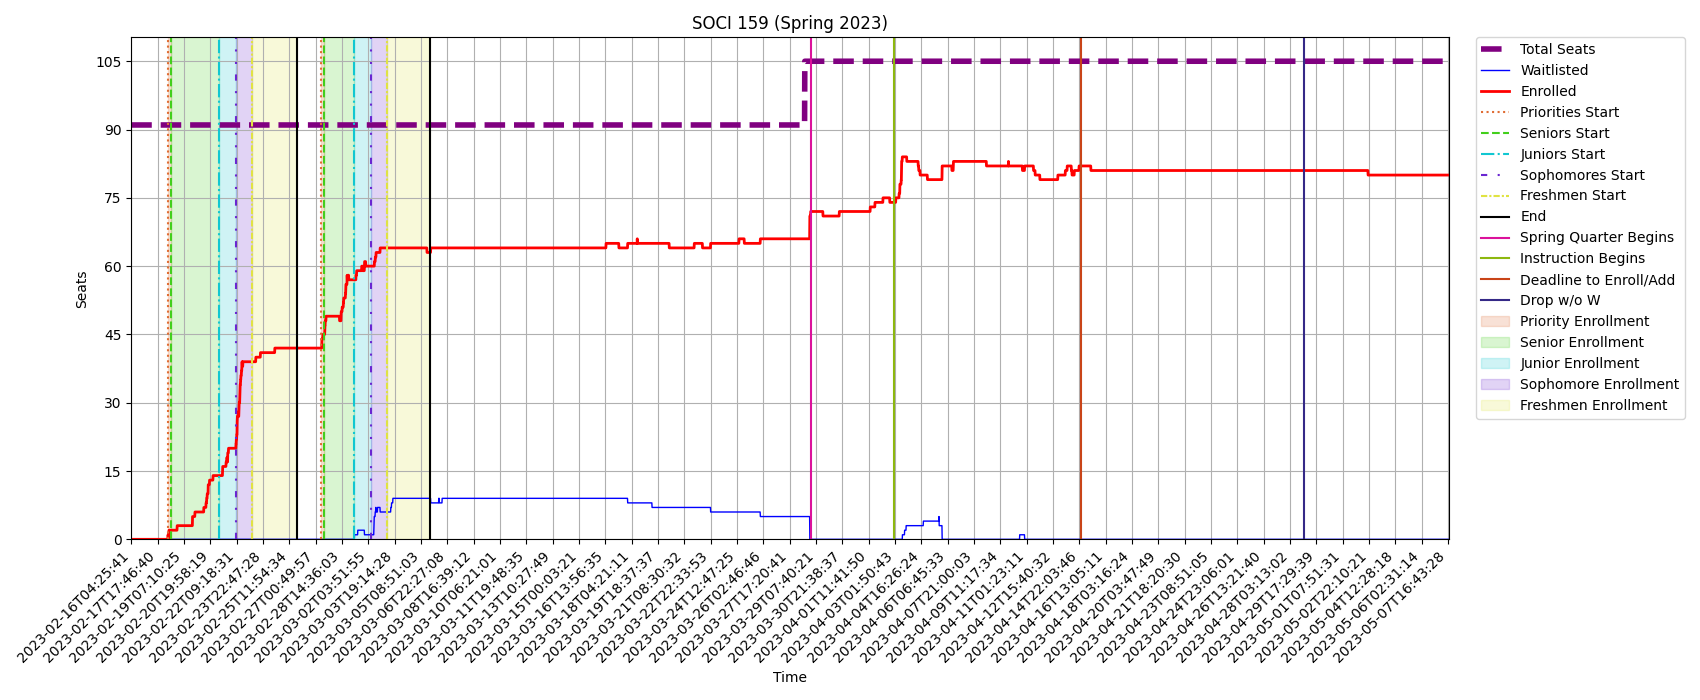 SOCI 159 (Spring 2023)
Seats
105
90
75
60
45
30
15
0
2023-02-16T04:25:41
2023-02-17T17:46:40
2023-02-19T07:10:25
2023-02-20T19:58:19
2023-02-22T09:18:31
2023-02-23T22:47:28
2023-02-25T11:54:34
2023-02-27T00:49:57
2023-02-28T14:36:03
2023-03-02T03:51:55
2023-03-03T19:14:28
2023-03-05T08:51:03
2023-03-06T22:27:08
2023-03-08T16:39:12
2023-03-10T06:21:01
2023-03-11T19:48:35
2023-03-13T10:27:49
2023-03-15T00:03:21
2023-03-16T13:56:35
2023-03-18T04:21:11
2023-03-19T18:37:37
2023-03-21T08:30:32
2023-03-22T22:33:53
2023-03-24T12:47:25
2023-03-26T02:46:46
2023-03-27T17:20:41
2023-03-29T07:40:21
2023-03-30T21:38:37
2023-04-01T11:41:50
2023-04-03T01:50:43
2023-04-04T16:26:24
2023-04-06T06:45:33
2023-04-07T21:00:03
2023-04-09T11:17:34
2023-04-11T01:23:11
2023-04-12T15:40:32
2023-04-14T22:03:46
2023-04-16T13:05:11
2023-04-18T03:16:24
2023-04-20T03:47:49
2023-04-21T18:20:30
2023-04-23T08:51:05
2023-04-24T23:06:01
2023-04-26T13:21:40
2023-04-28T03:13:02
2023-04-29T17:29:39
2023-05-01T07:51:31
2023-05-02T22:10:21
2023-05-04T12:28:18
2023-05-06T02:31:14
2023-05-07T16:43:28
Time
Total Seats
Waitlisted
Enrolled
Priorities Start
Seniors Start
Juniors Start
Sophomores Start
Freshmen Start
End
Spring Quarter Begins
Instruction Begins
Deadline to Enroll/Add
Drop w/o W
Priority Enrollment
Senior Enrollment
Junior Enrollment
Sophomore Enrollment
Freshmen Enrollment